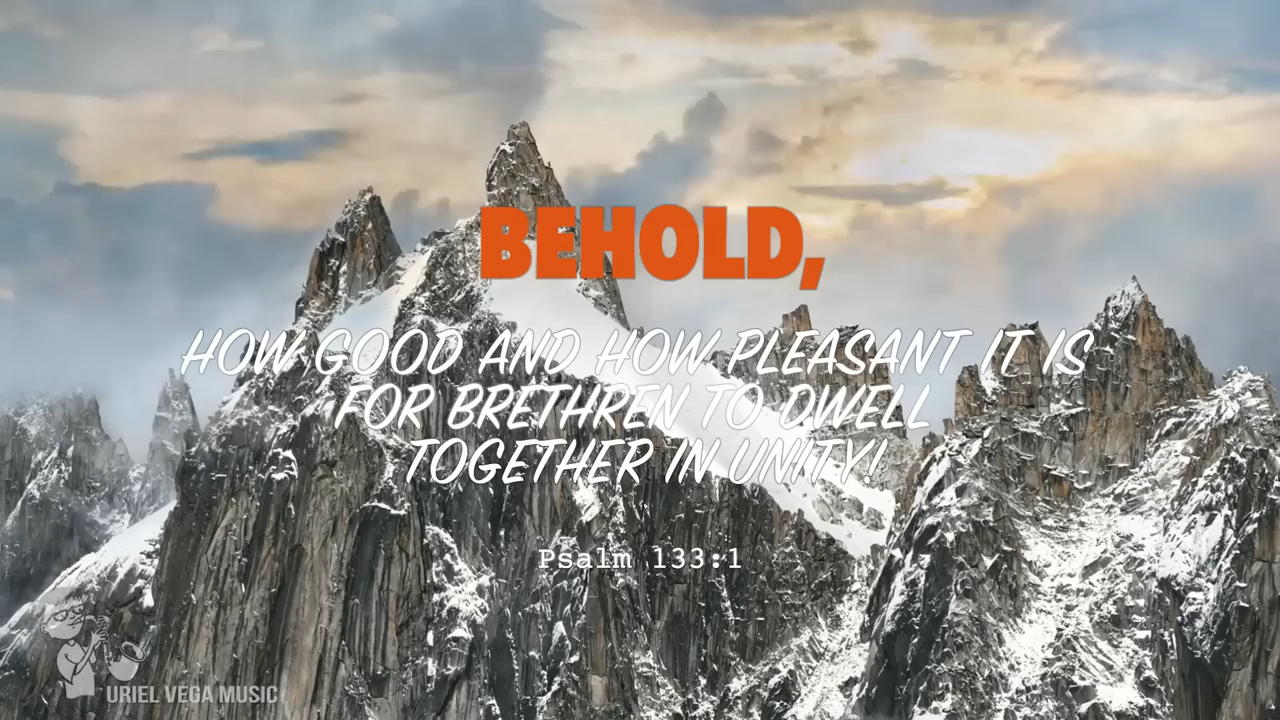 BEHOLD,
HOW GOOD AND HOW PLEASANT IT IS
FOR BRETHREN TO DWELL
TOGETHER IN UNITY!
Psalm 133:1
URIEL VEGA MUSIC